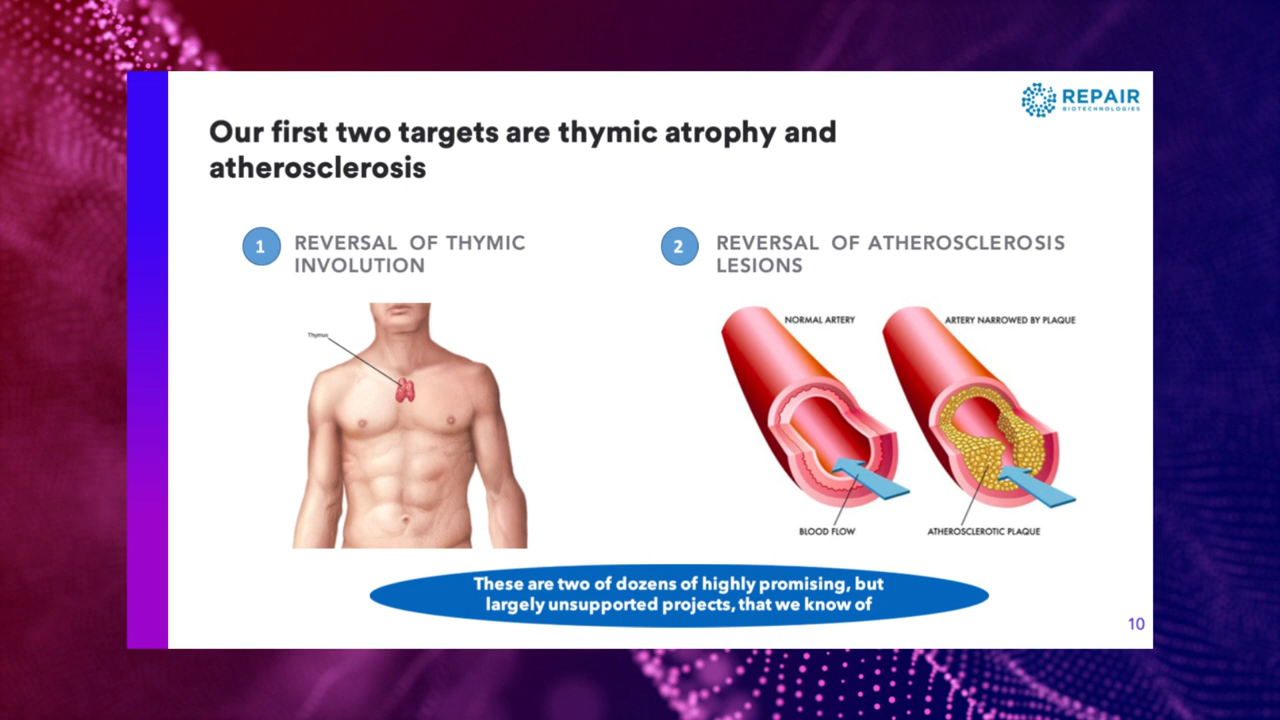 REPAIR
BIOTECHNOLOGIES
Our first two targets are thymic atrophy and
atherosclerosis
1
REVERSAL OF THYMIC
INVOLUTION
Thymus
2
REVERSAL OF ATHEROSCLEROSIS
LESIONS
NORMAL ARTERY
ARTERY NARROWED BY PLAQUE
BLOOD FLOW
ATHEROSCLEROTIC PLAQUE
These are two of dozens of highly promising, but
largely unsupported projects, that we know of
10